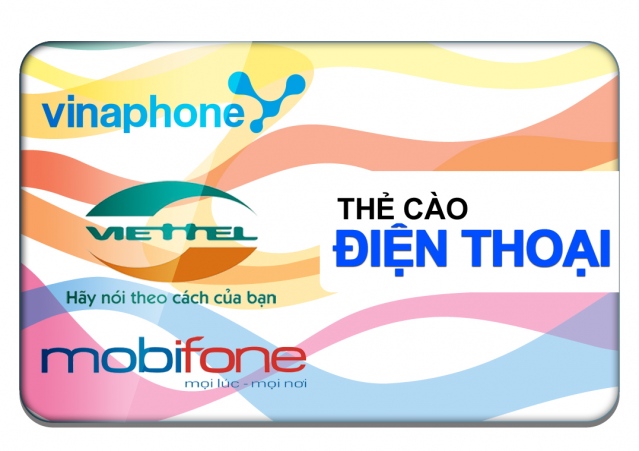 vinaphone
VIETTEL
Hãy nói theo cách của bạn
mobifone
mọi lúc - mọi nơi
THẺ CÀO
ĐIỆN THOẠI